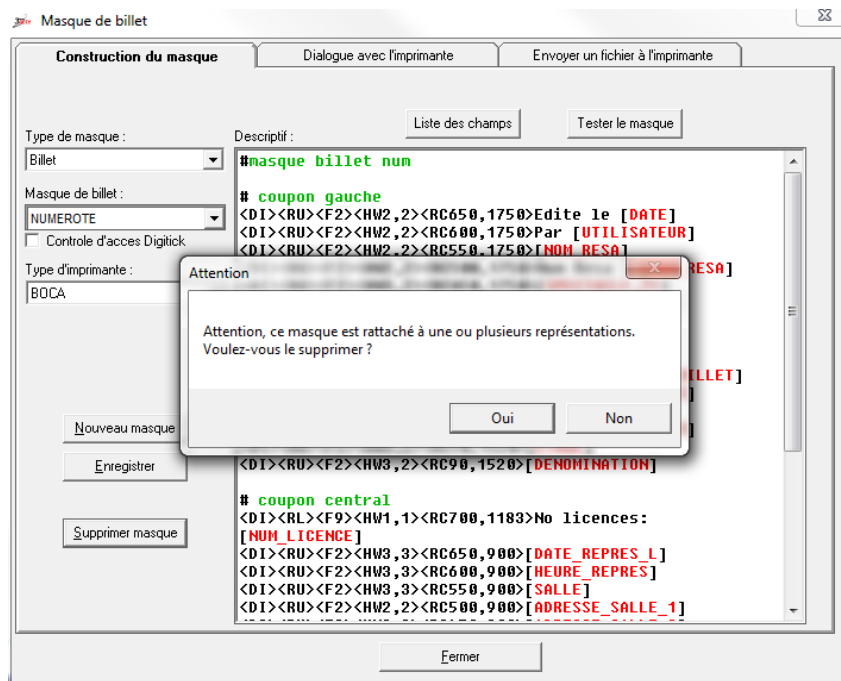 Masque de billet
Construction du masque
Dialogue avec l'imprimante
Envoyer un fichier à l'imprimante
Liste des champs
Tester le masque
Type de masque :
Billet
Masque de billet :
NUMEROTE
Controle d'acces Digitick
Type d'imprimante :
BOCA
Nouveau masque
Enregistrer
Supprimer masque
Descriptif :
#masque billet num
# coupon gauche
<DI><RU><F2><HW2,2><RC650,1750>Edite le [DATE]
<DI><RU><F2><HW2,2><RC600,1750>Par [UTILISATEUR]
<DI><RU><F2><HW2,2><RC550,1750>[NOM_RESA]
RESA]
Attention
Attention, ce masque est rattaché à une ou plusieurs représentations.
Voulez-vous le supprimer ?
Oui
Non
ILLET]
]
]
<DI><RU><F2><HW3,2><RC90,1520>[DENOMINATION]
# coupon central
<DI><RL><F9><HW1,1><RC700,1183>No licences:
[NUM_LICENCE]
<DI><RU><F2><HW3,3><RC650,900>[DATE_REPRES_L]
<DI><RU><F2><HW3,3><RC600,900>[HEURE_REPRES]
<DI><RU><F2><HW3,3><RC550,900>[SALLE]
<DI><RU><F2><HW2,2><RC500,900>[ADRESSE_SALLE_1]
Fermer